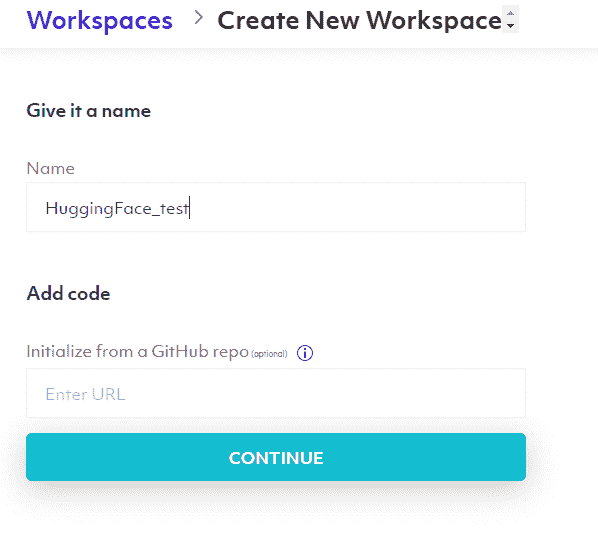 Workspaces > Create New Workspace
Give it a name
Name
HuggingFace_test
Add code
Initialize from a GitHub repo (optional)
Enter URL
CONTINUE